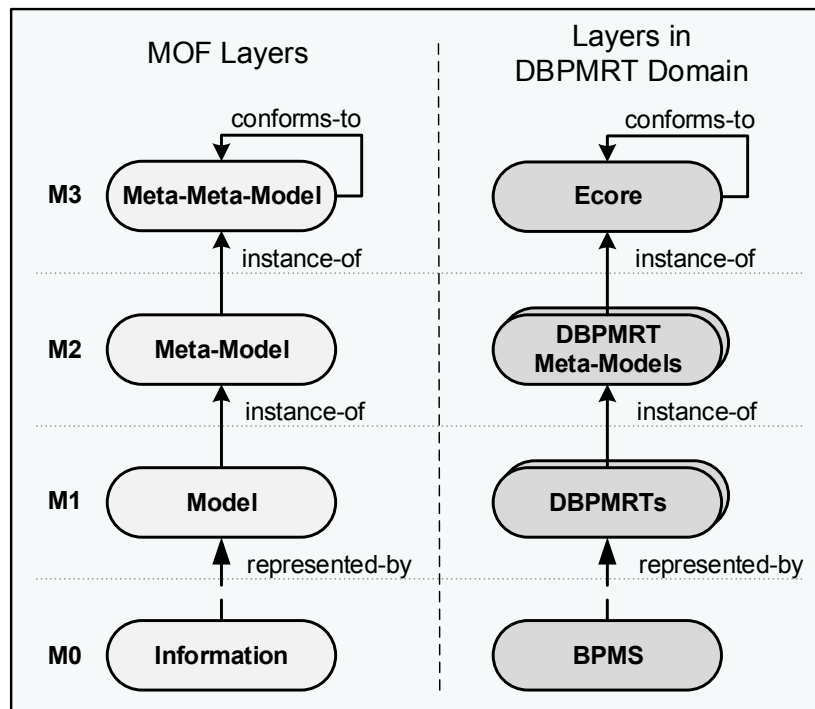 MOF Layers
Layers in
DBPMRT Domain
conforms-to
conforms-to
M3
Meta-Meta-Model
Ecore
instance-of
instance-of
M2
Meta-Model
DBPMRT
Meta-Models
instance-of
instance-of
M1
Model
DBPMRTs
represented-by
represented-by
M0
Information
BPMS